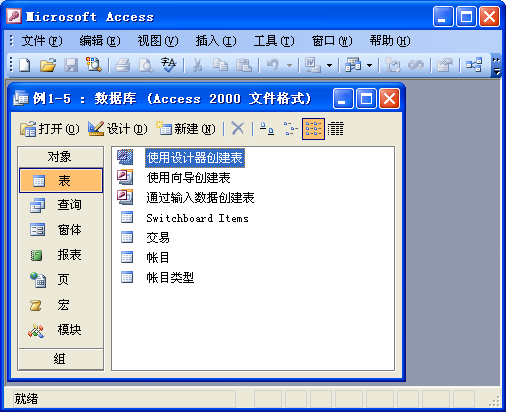 Microsoft Access
文件(F) 编辑(E) 视图(V) 插入(I) 工具(T) 窗口(W) 帮助(H)
例1-5 : 数据库 (Access 2000 文件格式)
打开(O) 设计(D) 新建(N)
对象
表
查询
窗体
报表
页
宏
模块
组
使用设计器创建表
使用向导创建表
通过输入数据创建表
Switchboard Items
交易
帐目
帐目类型
就绪